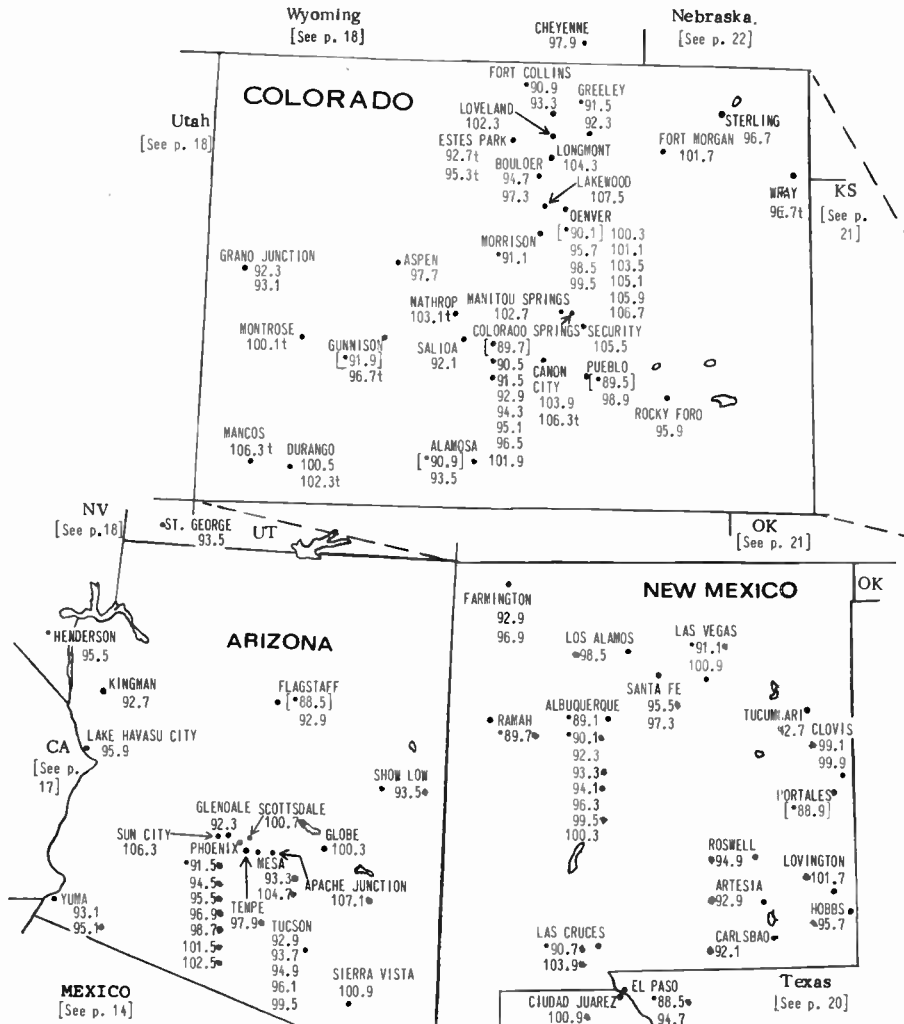 Wyoming
[See p. 18]
CHEYENNE
97.9
Nebraska.
[See p. 22]
COLORADO
Utah
[See p. 18]
FORT COLLINS
90.9
93.3
GREELEY
91.5
92.3
LOVELAND
102.3
STERLING
96.7
ESTES PARK
92.7t
95.3t
LONGMONT
104.3
FORT MORGAN
101.7
BOULOER
94.7
97.3
LAKEWOOD
107.5
WRAY
96.7t
KS
[See p.
21]
OENVER
[90.1] 100.3
95.7 101.1
98.5 103.5
99.5 105.1
105.9
106.7
MORRISON
91.1
GRANO JUNCTION
92.3
93.1
ASPEN
97.7
NATHROP
103.1t
MANITOU SPRINGS
102.7
MONTROSE
100.1t
GUNNISON
[91.9]
96.7t
SALIOA
92.1
COLORADO SPRINGS
[89.7]
90.5
91.5
92.9
94.3
95.1
96.5
101.9
SECURITY
105.5
CANON
CITY
103.9
106.3t
PUEBLO
[89.5]
98.9
ROCKY FORO
95.9
MANCOS
106.3t
DURANGO
100.5
102.3t
ALAMOSA
[90.9]
93.5
NV
[See p.18]
ST. GEORGE
93.5
UT
OK
[See p. 21]
ARIZONA
HENDERSON
95.5
KINGMAN
92.7
FLAGSTAFF
[88.5]
92.9
CA
[See p.
17]
LAKE HAVASU CITY
95.9
SHOW LOW
93.5
GLENOALE
92.3
SCOTTSDALE
100.7
SUN CITY
106.3
GLOBE
100.3
PHOENIX
91.5
94.5
95.5
96.9
98.7
101.5
102.5
MESA
93.3
104.7
APACHE JUNCTION
107.1
TEMPE
97.9
YUMA
93.1
95.1
TUCSON
92.9
93.7
94.9
96.1
99.5
SIERRA VISTA
100.9
MEXICO
[See p. 14]
NEW MEXICO
OK
FARMINGTON
92.9
96.9
LOS ALAMOS
98.5
LAS VEGAS
91.1
100.9
SANTA FE
95.5
97.3
RAMAH
89.7
ALBUQUERQUE
89.1
90.1
92.3
93.3
94.1
96.3
99.5
100.3
TUCUMCARI
92.7
CLOVIS
99.1
99.9
PORTALES
[88.9]
ROSWELL
94.9
LOVINGTON
101.7
ARTESIA
92.9
HOBBS
95.7
CARLSBAO
92.1
LAS CRUCES
90.7
103.9
EL PASO
88.5
94.7
CIUDAD JUAREZ
100.9
Texas
[See p. 20]